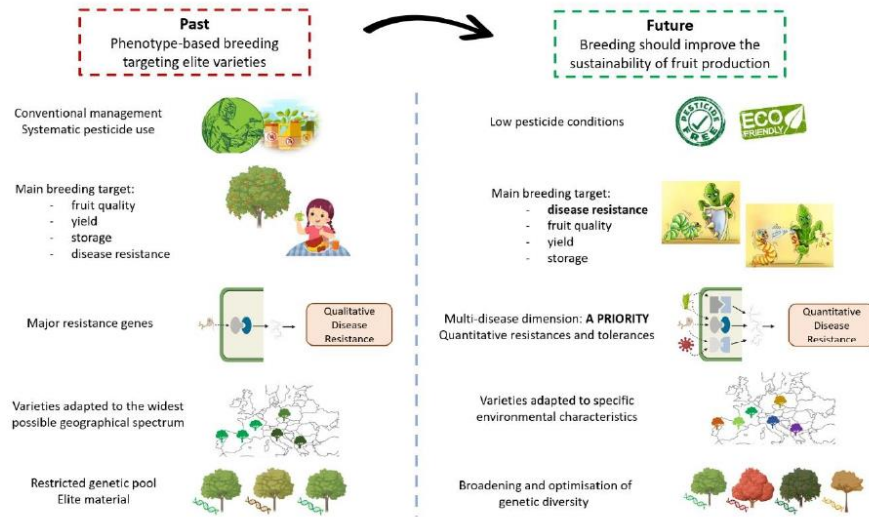 Past
Phenotype-based breeding
targeting elite varieties
Future
Breeding should improve the
sustainability of fruit production
Conventional management
Systematic pesticide use
Low pesticide conditions
PESTICIDE
FREE
ECO
FRIENDLY
Main breeding target:
- fruit quality
- yield
- storage
- disease resistance
Main breeding target:
- disease resistance
- fruit quality
- yield
- storage
Major resistance genes
Qualitative
Disease
Resistance
Multi-disease dimension: A PRIORITY
Quantitative resistances and tolerances
Quantitative
Disease
Resistance
Varieties adapted to the widest
possible geographical spectrum
Varieties adapted to specific
environmental characteristics
Restricted genetic pool
Elite material
Broadening and optimisation of
genetic diversity